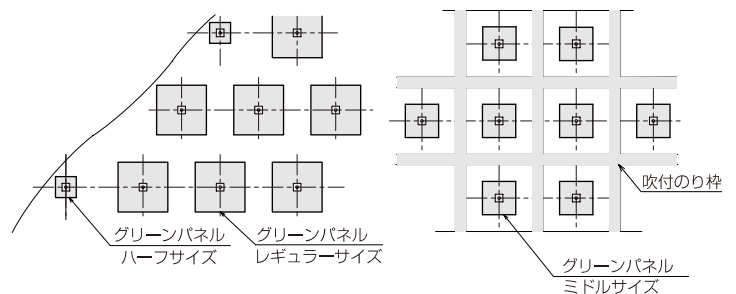 グリーンパネル
ハーフサイズ
グリーンパネル
レギュラーサイズ
吹付のり枠
グリーンパネル
ミドルサイズ